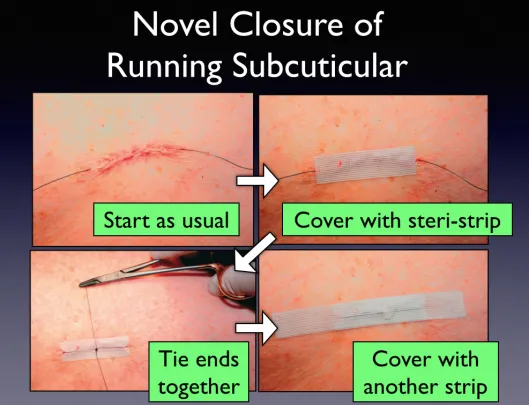 Novel Closure of
Running Subcuticular
Start as usual
Cover with steri-strip
Tie ends
together
Cover with
another strip